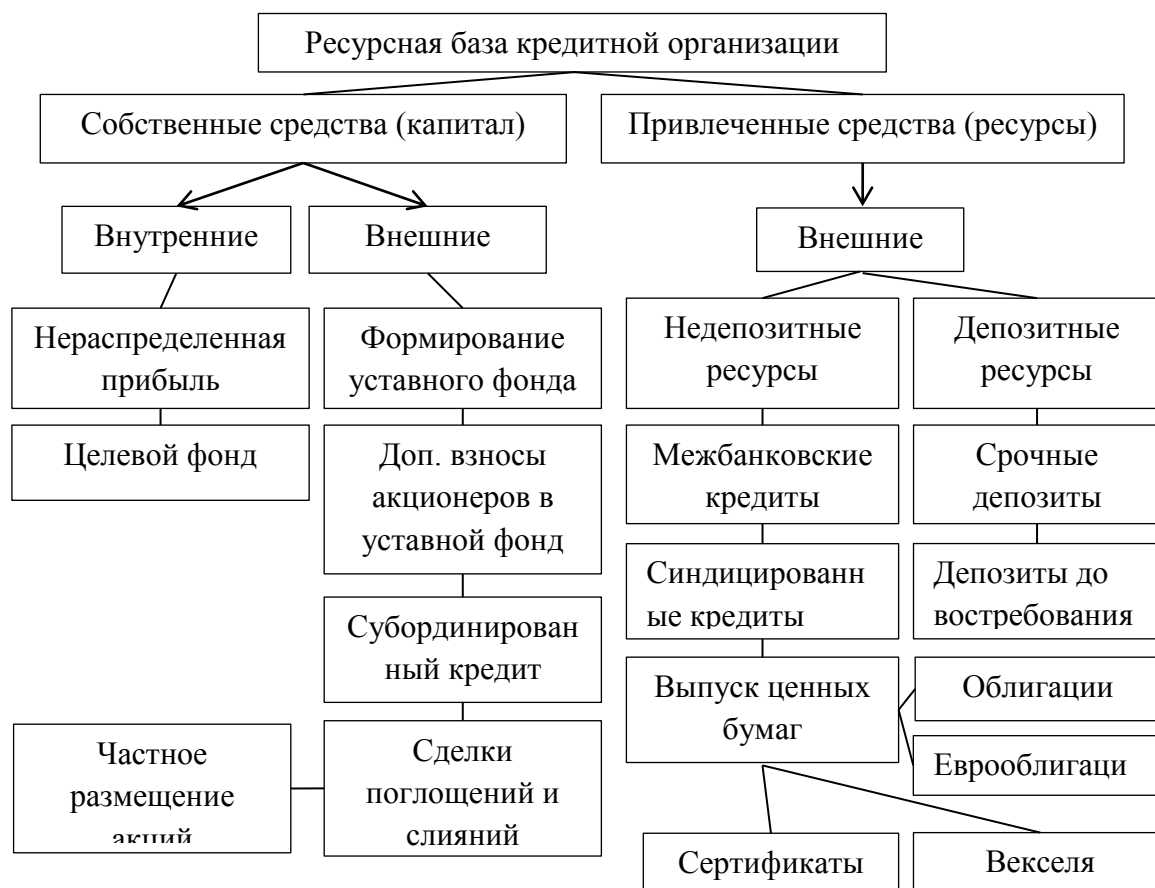 Ресурсная база кредитной организации
Собственные средства (капитал)
Привлеченные средства (ресурсы)
Внутренние
Внешние
Внешние
Нераспределенная
прибыль
Формирование
уставного фонда
Недепозитные
ресурсы
Депозитные
ресурсы
Целевой фонд
Доп. взносы
акционеров в
уставной фонд
Межбанковские
кредиты
Срочные
депозиты
Субординирован
ный кредит
Синдицированн
ые кредиты
Депозиты до
востребования
Выпуск ценных
бумаг
Облигации
Еврооблигаци
Частное
размещение
акций
Сделки
поглощений и
слияний
Сертификаты
Векселя